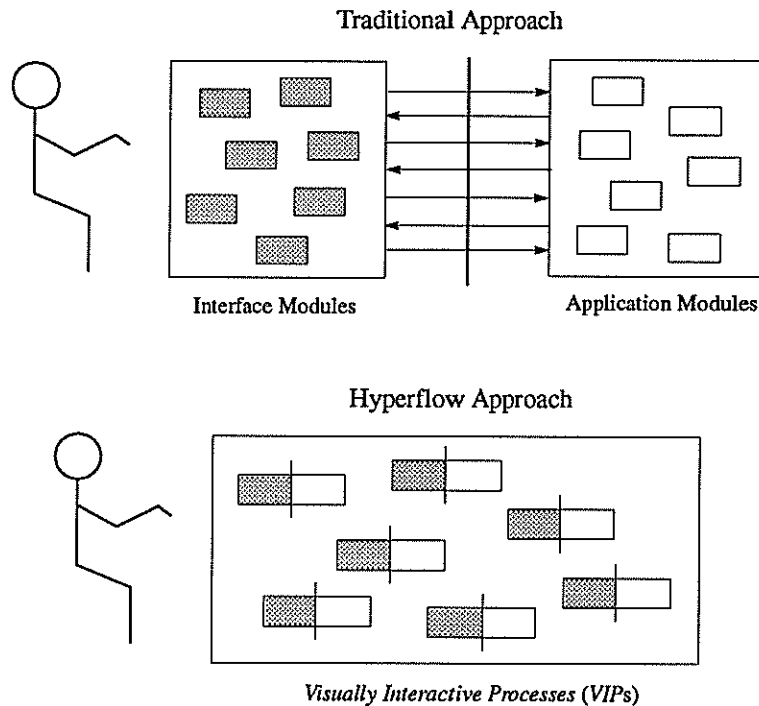 Traditional Approach
Interface Modules
Application Modules
Hyperflow Approach
Visually Interactive Processes (VIPs)